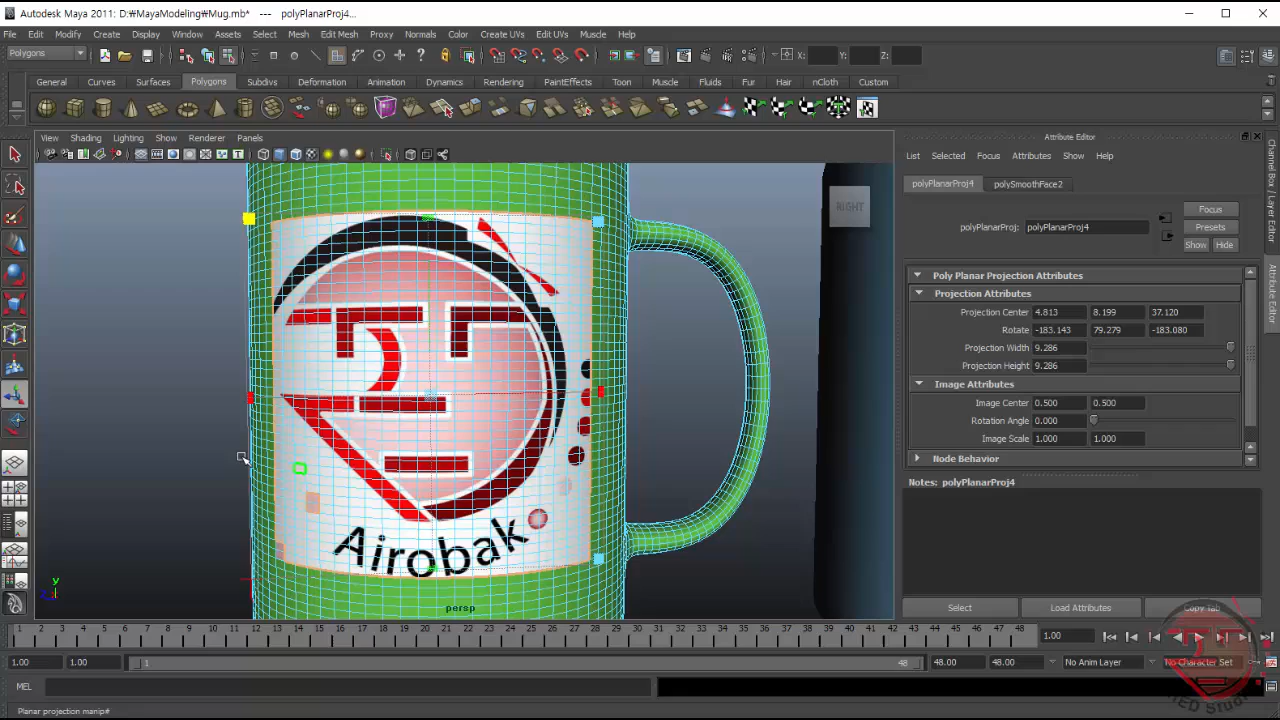 Autodesk Maya 2011: D:\MayaModeling\Mug.mb* --- polyPlanarProj4...
File Edit Modify Create Display Window Assets Select Mesh Edit Mesh Proxy Normals Color Create UVs Edit UVs Muscle Help
Polygons X: Y: Z:
General Curves Surfaces Polygons Subdivs Deformation Animation Dynamics Rendering PaintEffects Toon Muscle Fluids Fur Hair nCloth Custom
View Shading Lighting Show Renderer Panels
Attribute Editor
List Selected Focus Attributes Show Help
polyPlanarProj4 polySmoothFace2
RIGHT
Focus
polyPlanarProj: polyPlanarProj4 Presets
Show Hide
Poly Planar Projection Attributes
Projection Attributes
Projection Center 4.813 8.199 37.120
Rotate -183.143 79.279 -183.080
Projection Width 9.286
Projection Height 9.286
Image Attributes
Image Center 0.500 0.500
Rotation Angle 0.000
Image Scale 1.000 1.000
Node Behavior
Notes: polyPlanarProj4
Airobak
y
persp
Select Load Attributes Copy Tab
Channel Box / Layer Editor
Attribute Editor
1 2 3 4 5 6 7 8 9 10 11 12 13 14 15 16 17 18 19 20 21 22 23 24 25 26 27 28 29 30 31 32 33 34 35 36 37 38 39 40 41 42 43 44 45 46 47 48 1.00
1.00 1.00 1 48 48.00 48.00 No Anim Layer No Character Set
MEL
Planar projection manip#